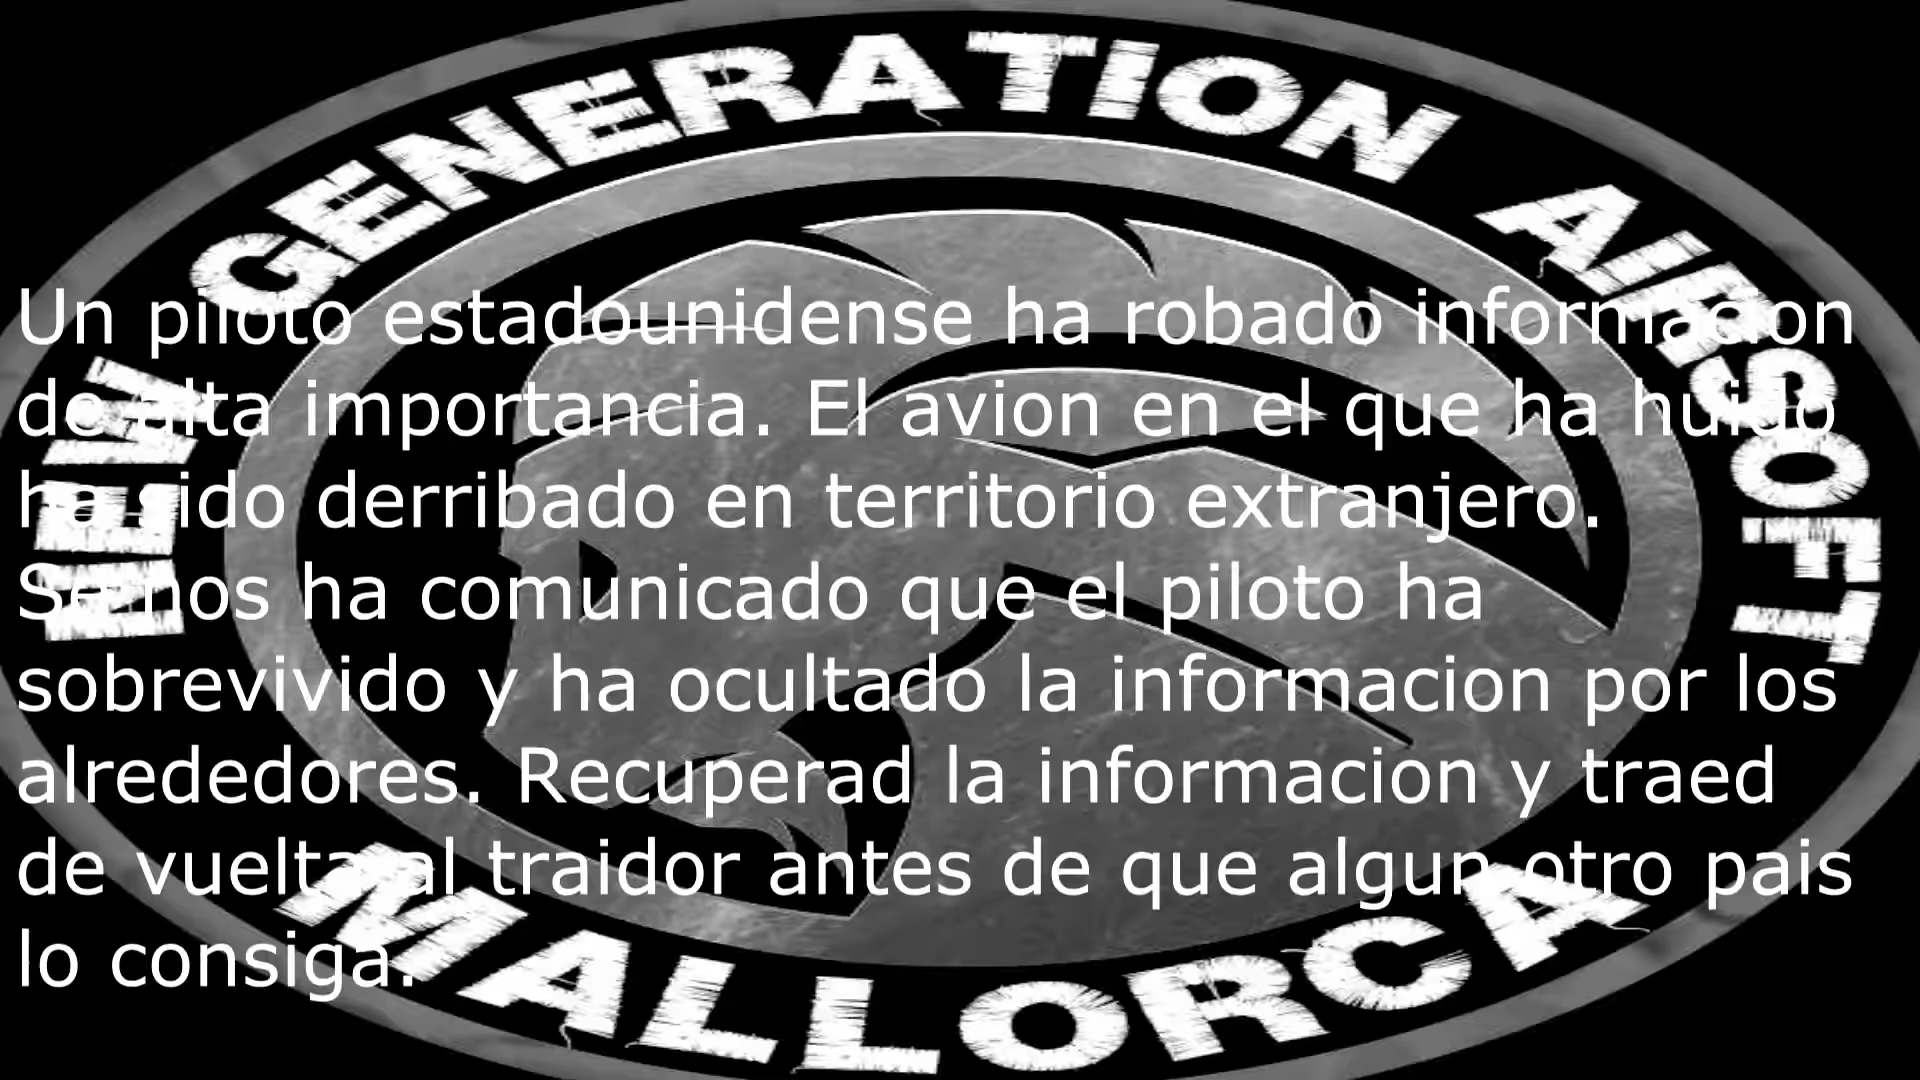 NEW GENERATION AIRSOFT
Un piloto estadounidense ha robado informacion
de alta importancia. El avion en el que ha huido
ha sido derribado en territorio extranjero.
Se nos ha comunicado que el piloto ha
sobrevivido y ha ocultado la informacion por los
alrededores. Recuperad la informacion y traed
de vuelta al traidor antes de que algun otro pais
lo consiga.
MALLORCA